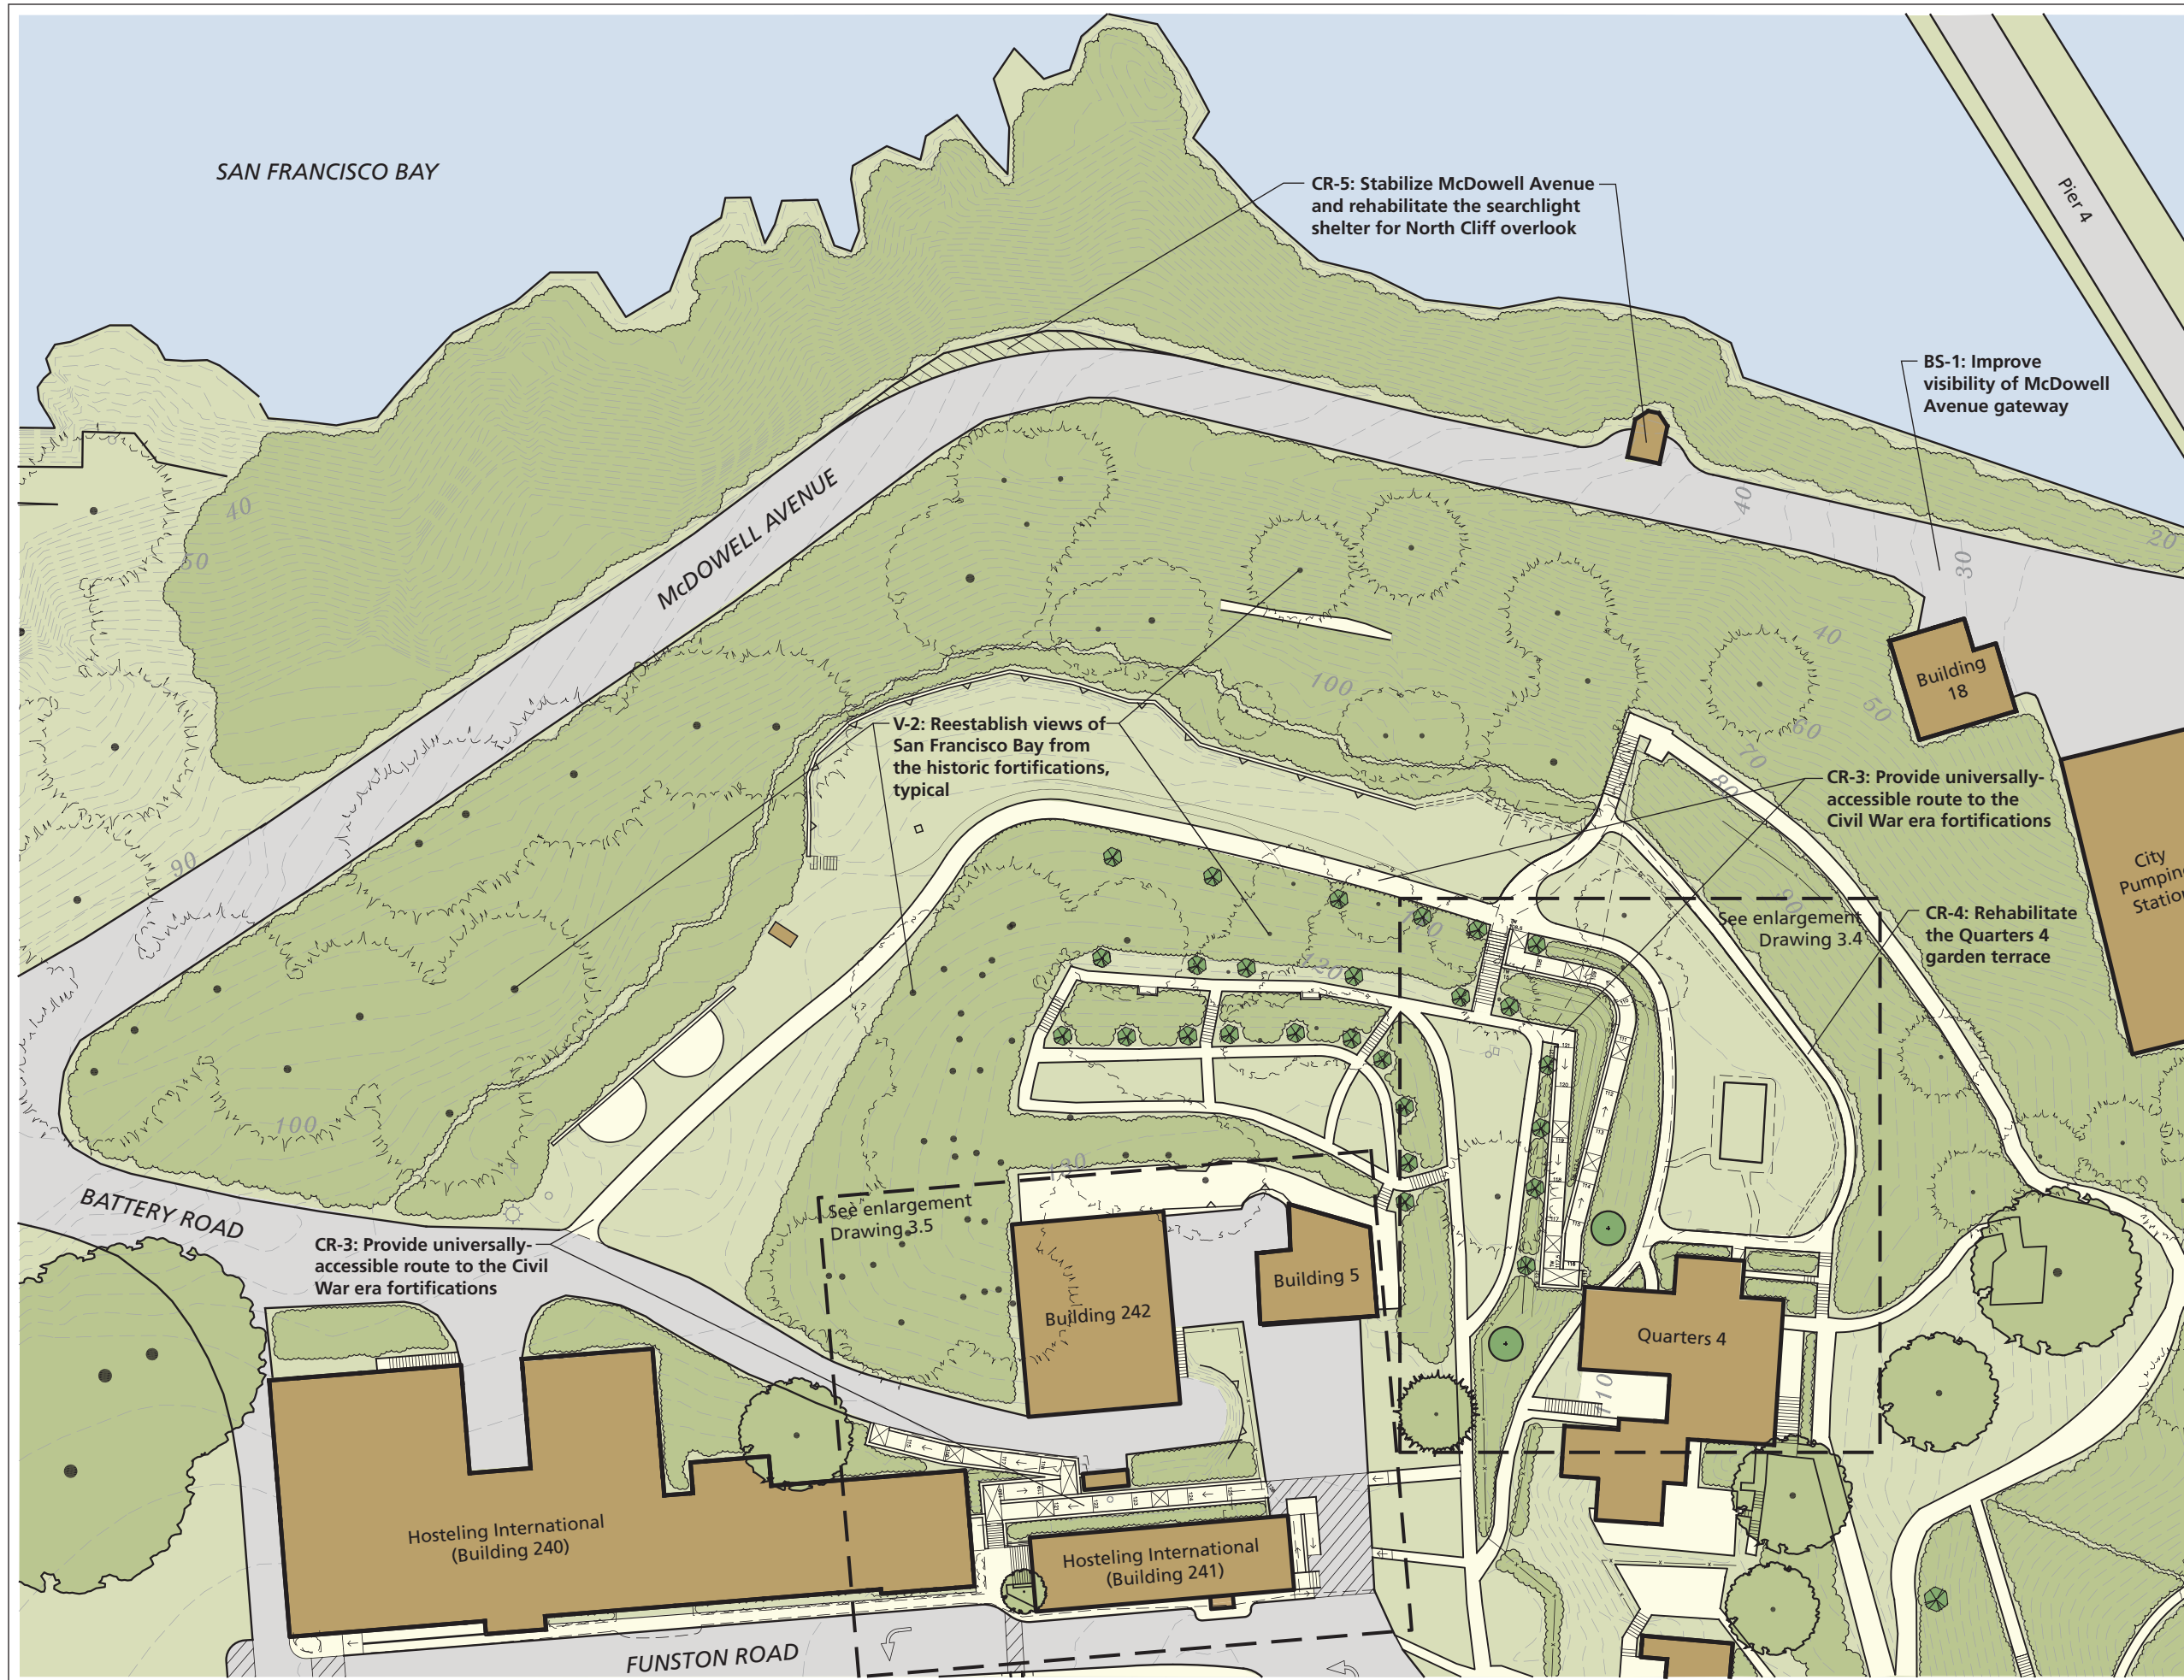 SAN FRANCISCO BAY
Pier 4
CR-5: Stabilize McDowell Avenue
and rehabilitate the searchlight
shelter for North Cliff overlook
BS-1: Improve
visibility of McDowell
Avenue gateway
McDOWELL AVENUE
40
50
40
30
20
40
50
60
70
80
90
100
Building
18
V-2: Reestablish views of
San Francisco Bay from
the historic fortifications,
typical
CR-3: Provide universally-
accessible route to the
Civil War era fortifications
City
Pumping
Station
90
See enlargement
Drawing 3.4
CR-4: Rehabilitate
the Quarters 4
garden terrace
120
100
130
BATTERY ROAD
See enlargement
Drawing 3.5
CR-3: Provide universally-
accessible route to the Civil
War era fortifications
Building 242
Building 5
Quarters 4
110
Hosteling International
(Building 240)
Hosteling International
(Building 241)
FUNSTON ROAD